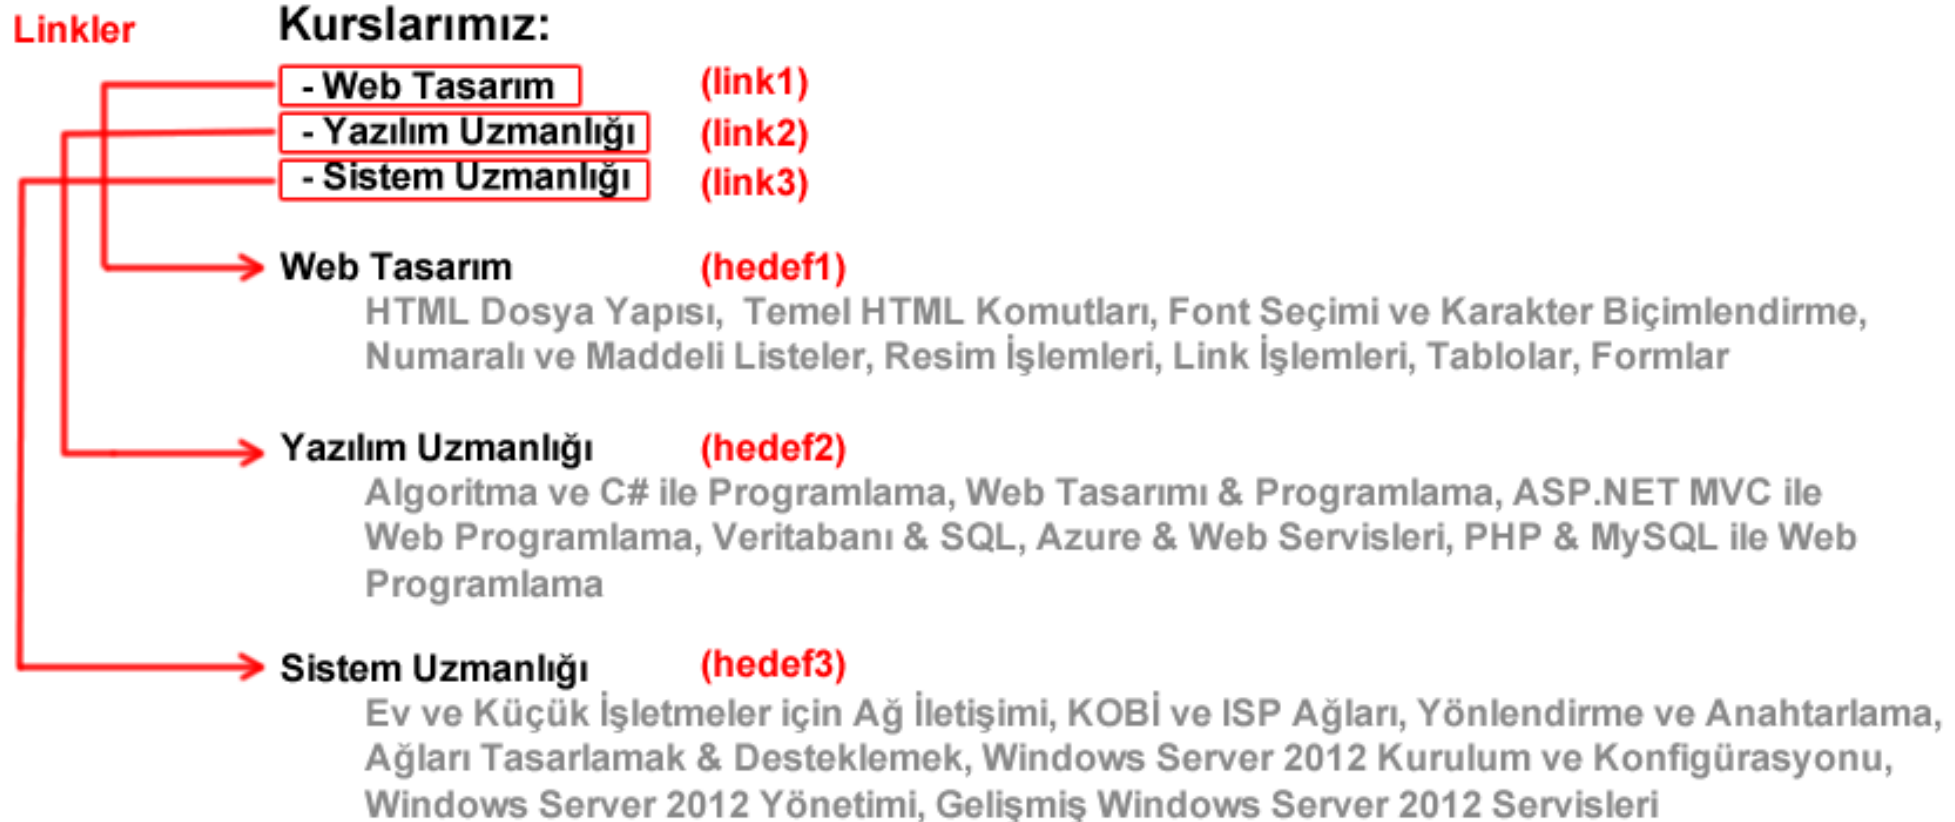 Linkler Kurslarımız:
- Web Tasarım (link1)
- Yazılım Uzmanlığı (link2)
- Sistem Uzmanlığı (link3)
Web Tasarım (hedef1)
HTML Dosya Yapısı, Temel HTML Komutları, Font Seçimi ve Karakter Biçimlendirme,
Numaralı ve Maddeli Listeler, Resim İşlemleri, Link İşlemleri, Tablolar, Formlar
Yazılım Uzmanlığı (hedef2)
Algoritma ve C# ile Programlama, Web Tasarımı & Programlama, ASP.NET MVC ile
Web Programlama, Veritabanı & SQL, Azure & Web Servisleri, PHP & MySQL ile Web
Programlama
Sistem Uzmanlığı (hedef3)
Ev ve Küçük İşletmeler için Ağ İletişimi, KOBİ ve ISP Ağları, Yönlendirme ve Anahtarlama,
Ağları Tasarlamak & Desteklemek, Windows Server 2012 Kurulum ve Konfigürasyonu,
Windows Server 2012 Yönetimi, Gelişmiş Windows Server 2012 Servisleri